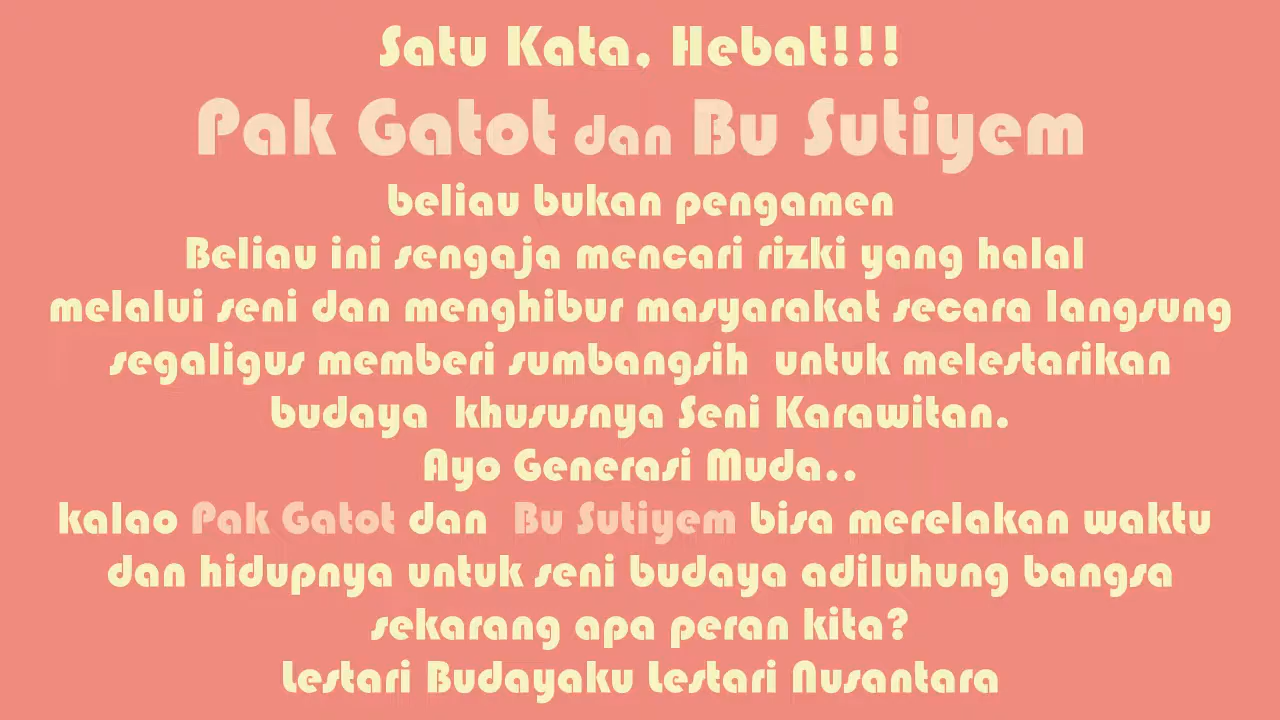 Satu Kata, Hebat!!!
Pak Gatot dan Bu Sutiyem
beliau bukan pengamen
Beliau ini sengaja mencari rizki yang halal
melalui seni dan menghibur masyarakat secara langsung
segaligus memberi sumbangsih untuk melestarikan
budaya khususnya Seni Karawitan.
Ayo Generasi Muda..
kalao Pak Gatot dan Bu Sutiyem bisa merelakan waktu
dan hidupnya untuk seni budaya adiluhung bangsa
sekarang apa peran kita?
Lestari Budayaku Lestari Nusantara